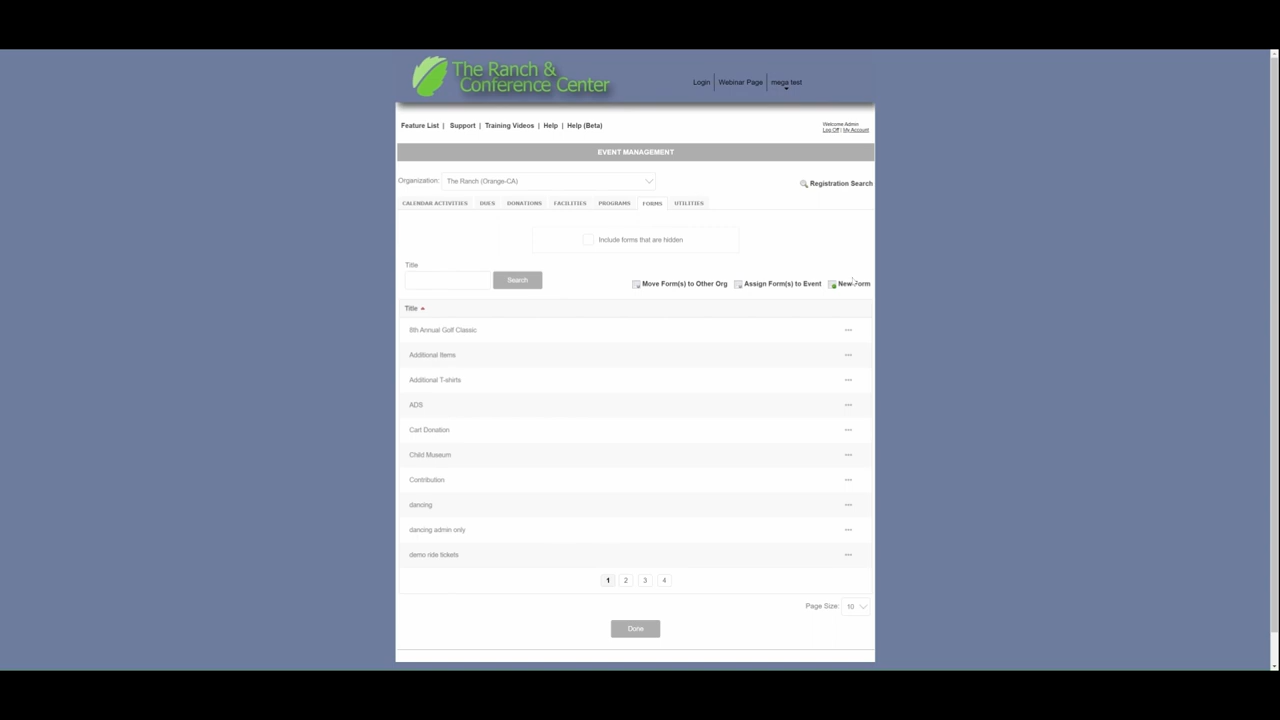 The Ranch &
Conference Center
Login | Webinar Page | mega test
Feature List | Support | Training Videos | Help | Help (Beta)
Welcome Admin
Log Off | My Account
EVENT MANAGEMENT
Organization: The Ranch (Orange-CA)
Registration Search
CALENDAR ACTIVITIES DUES DONATIONS FACILITIES PROGRAMS FORMS UTILITIES
Include forms that are hidden
Title
Search
Move Form(s) to Other Org Assign Form(s) to Event New Form
Title
8th Annual Golf Classic
Additional Items
Additional T-shirts
ADS
Cart Donation
Child Museum
Contribution
dancing
dancing admin only
demo ride tickets
1 2 3 4
Page Size: 10
Done